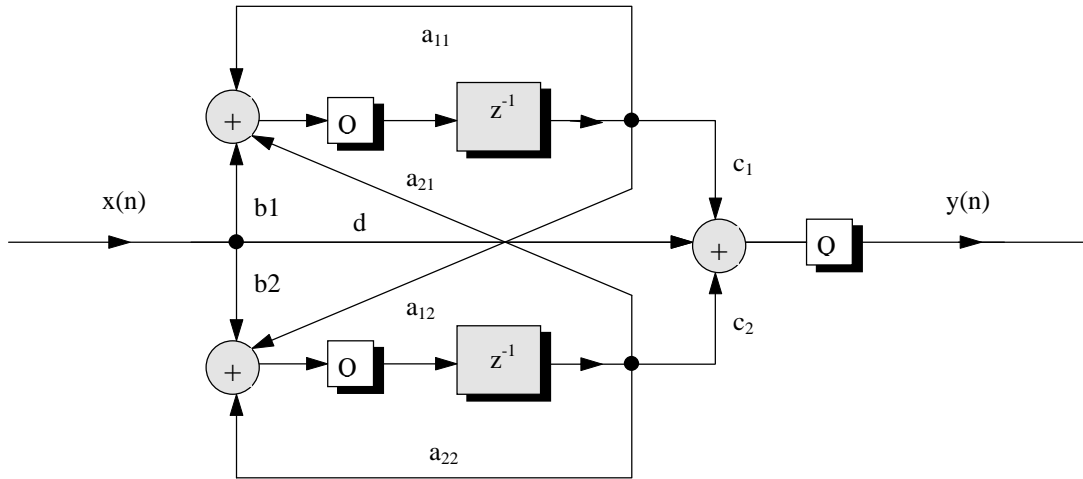 a₁₁
z⁻¹
+
Q
a₂₁
c₁
x(n)
b1
d
y(n)
+
Q
b2
a₁₂
c₂
z⁻¹
+
Q
a₂₂